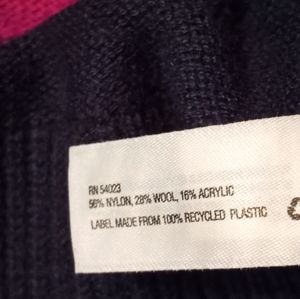 RN 54023
56% NYLON, 28% WOOL, 16% ACRYLIC
LABEL MADE FROM 100% RECYCLED PLASTIC